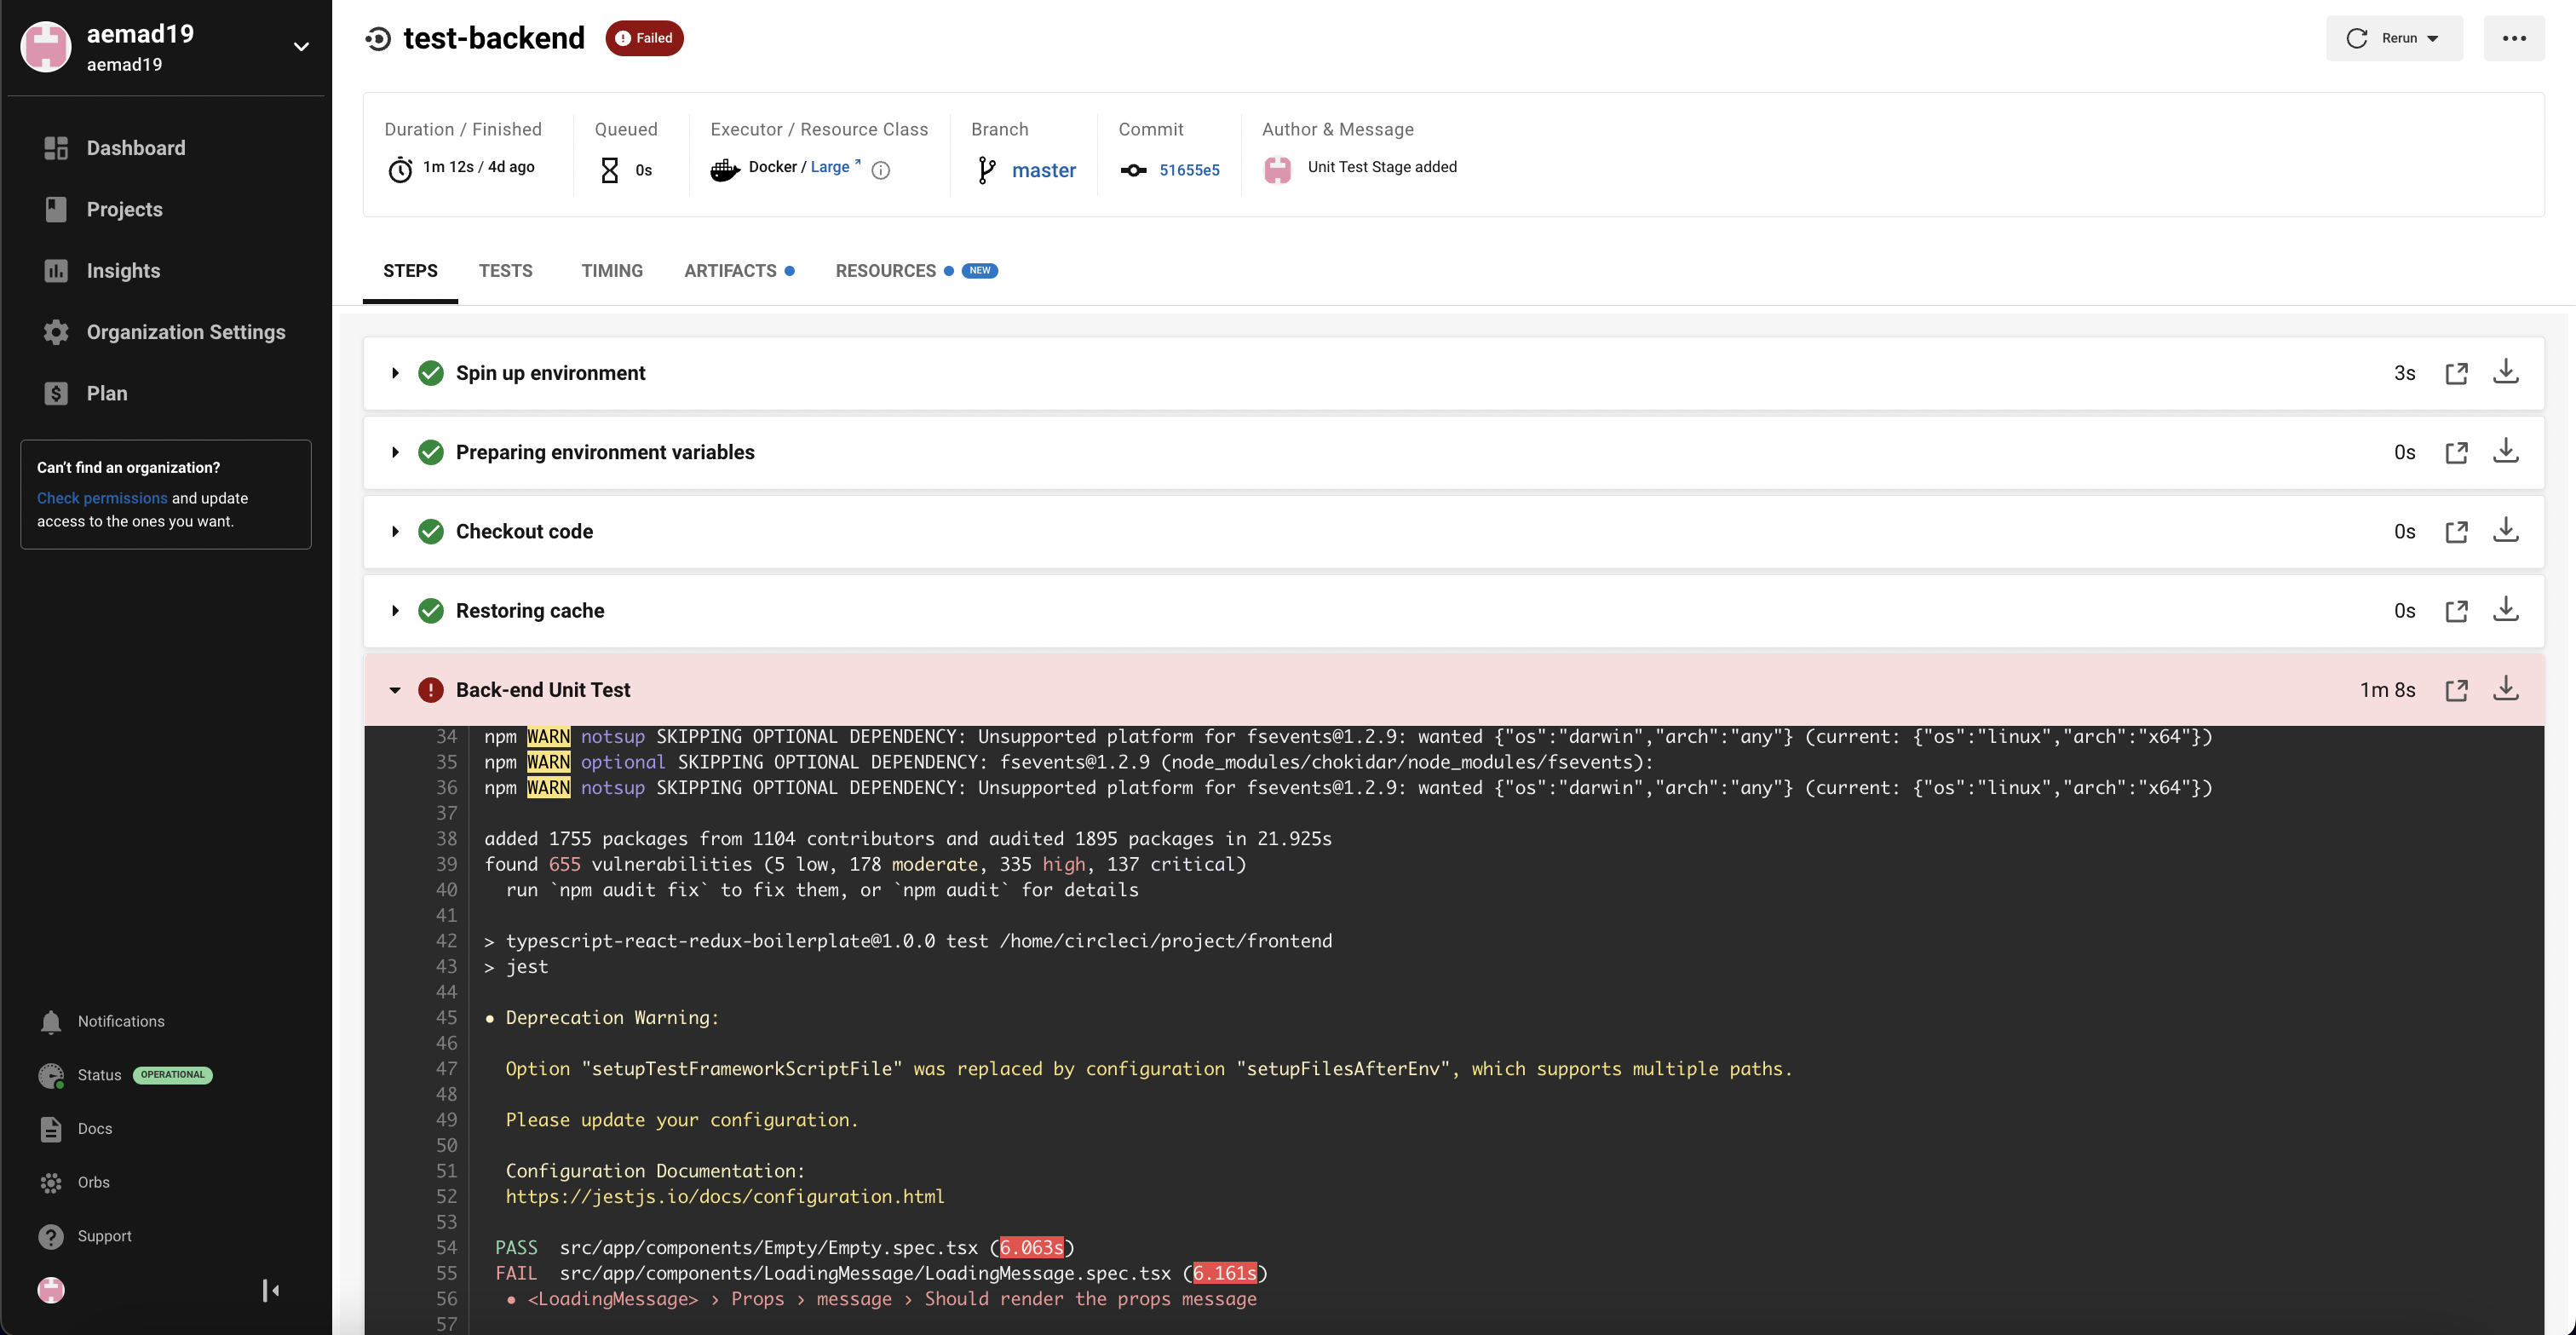 aemad19
aemad19
Dashboard
Projects
Insights
Organization Settings
Plan
Can't find an organization?
Check permissions and update
access to the ones you want.
Notifications
Status OPERATIONAL
Docs
Orbs
Support
test-backend Failed
Rerun
Duration / Finished
1m 12s / 4d ago
Queued
0s
Executor / Resource Class
Docker / Large
Branch
master
Commit
51655e5
Author & Message
Unit Test Stage added
STEPS TESTS TIMING ARTIFACTS RESOURCES NEW
Spin up environment 3s
Preparing environment variables 0s
Checkout code 0s
Restoring cache 0s
Back-end Unit Test 1m 8s
34 npm WARN notsup SKIPPING OPTIONAL DEPENDENCY: Unsupported platform for fsevents@1.2.9: wanted {"os":"darwin","arch":"any"} (current: {"os":"linux","arch":"x64"})
35 npm WARN optional SKIPPING OPTIONAL DEPENDENCY: fsevents@1.2.9 (node_modules/chokidar/node_modules/fsevents):
36 npm WARN notsup SKIPPING OPTIONAL DEPENDENCY: Unsupported platform for fsevents@1.2.9: wanted {"os":"darwin","arch":"any"} (current: {"os":"linux","arch":"x64"})
37
38 added 1755 packages from 1104 contributors and audited 1895 packages in 21.925s
39 found 655 vulnerabilities (5 low, 178 moderate, 335 high, 137 critical)
40 run `npm audit fix` to fix them, or `npm audit` for details
41
42 > typescript-react-redux-boilerplate@1.0.0 test /home/circleci/project/frontend
43 > jest
44
45 ● Deprecation Warning:
46
47 Option "setupTestFrameworkScriptFile" was replaced by configuration "setupFilesAfterEnv", which supports multiple paths.
48
49 Please update your configuration.
50
51 Configuration Documentation:
52 https://jestjs.io/docs/configuration.html
53
54 PASS src/app/components/Empty/Empty.spec.tsx (6.063s)
55 FAIL src/app/components/LoadingMessage/LoadingMessage.spec.tsx (6.161s)
56 ● <LoadingMessage> › Props › message › Should render the props message
57